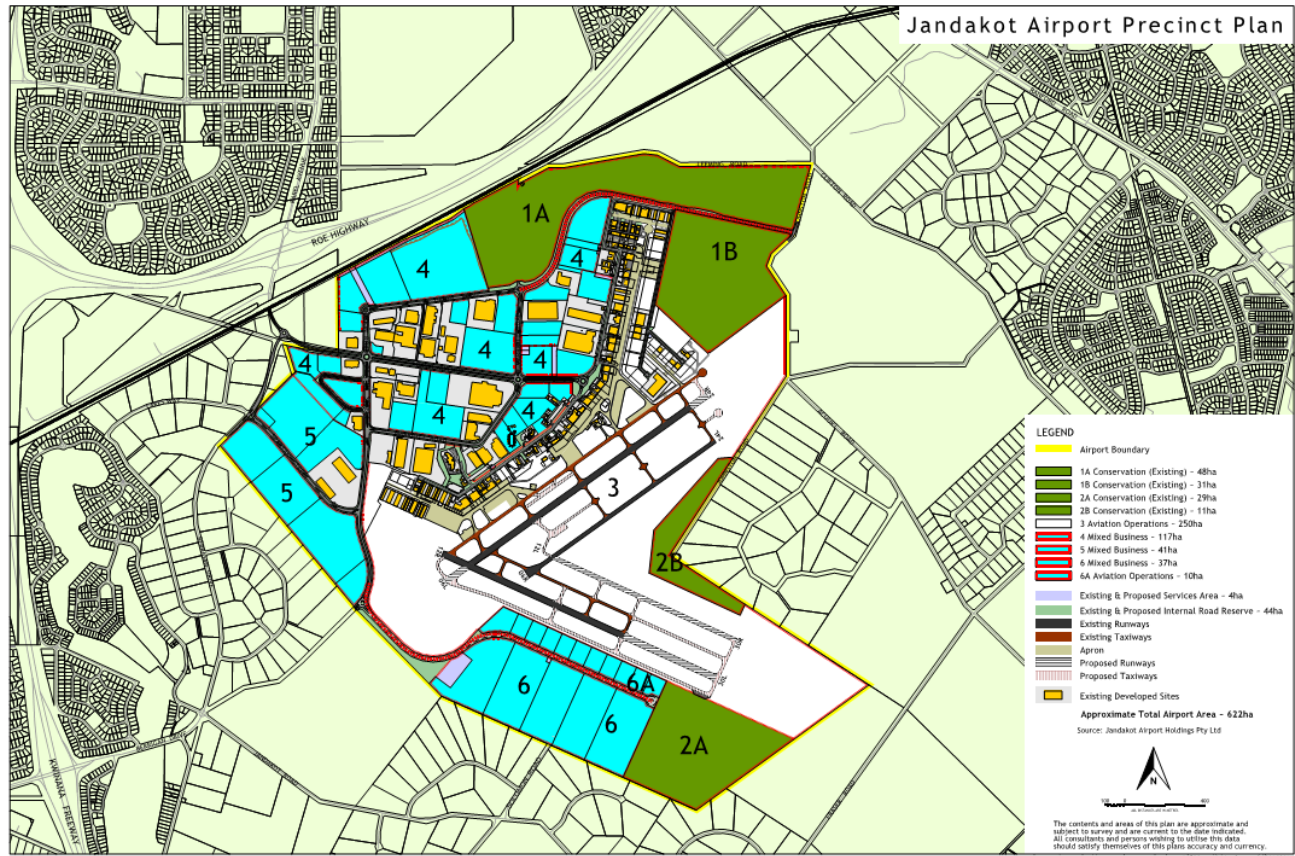 Jandakot Airport Precinct Plan
ROE HIGHWAY
1A
1B
4
4
4
4
4
4
4
5
5
3
2B
6A
6
6
2A
KWINANA FREEWAY
LEGEND
Airport Boundary
1A Conservation (Existing) - 48ha
1B Conservation (Existing) - 31ha
2A Conservation (Existing) - 29ha
2B Conservation (Existing) - 11ha
3 Aviation Operations - 250ha
4 Mixed Business - 117ha
5 Mixed Business - 41ha
6 Mixed Business - 37ha
6A Aviation Operations - 10ha
Existing & Proposed Services Area - 4ha
Existing & Proposed Internal Road Reserve - 44ha
Existing Runways
Existing Taxiways
Apron
Proposed Runways
Proposed Taxiways
Existing Developed Sites
Approximate Total Airport Area - 622ha
Source: Jandakot Airport Holdings Pty Ltd
N
100 0 400
The contents and areas of this plan are approximate and
subject to survey and are current to the date indicated.
All consultants and persons wishing to utilise this data
should satisfy themselves of this plans accuracy and currency.